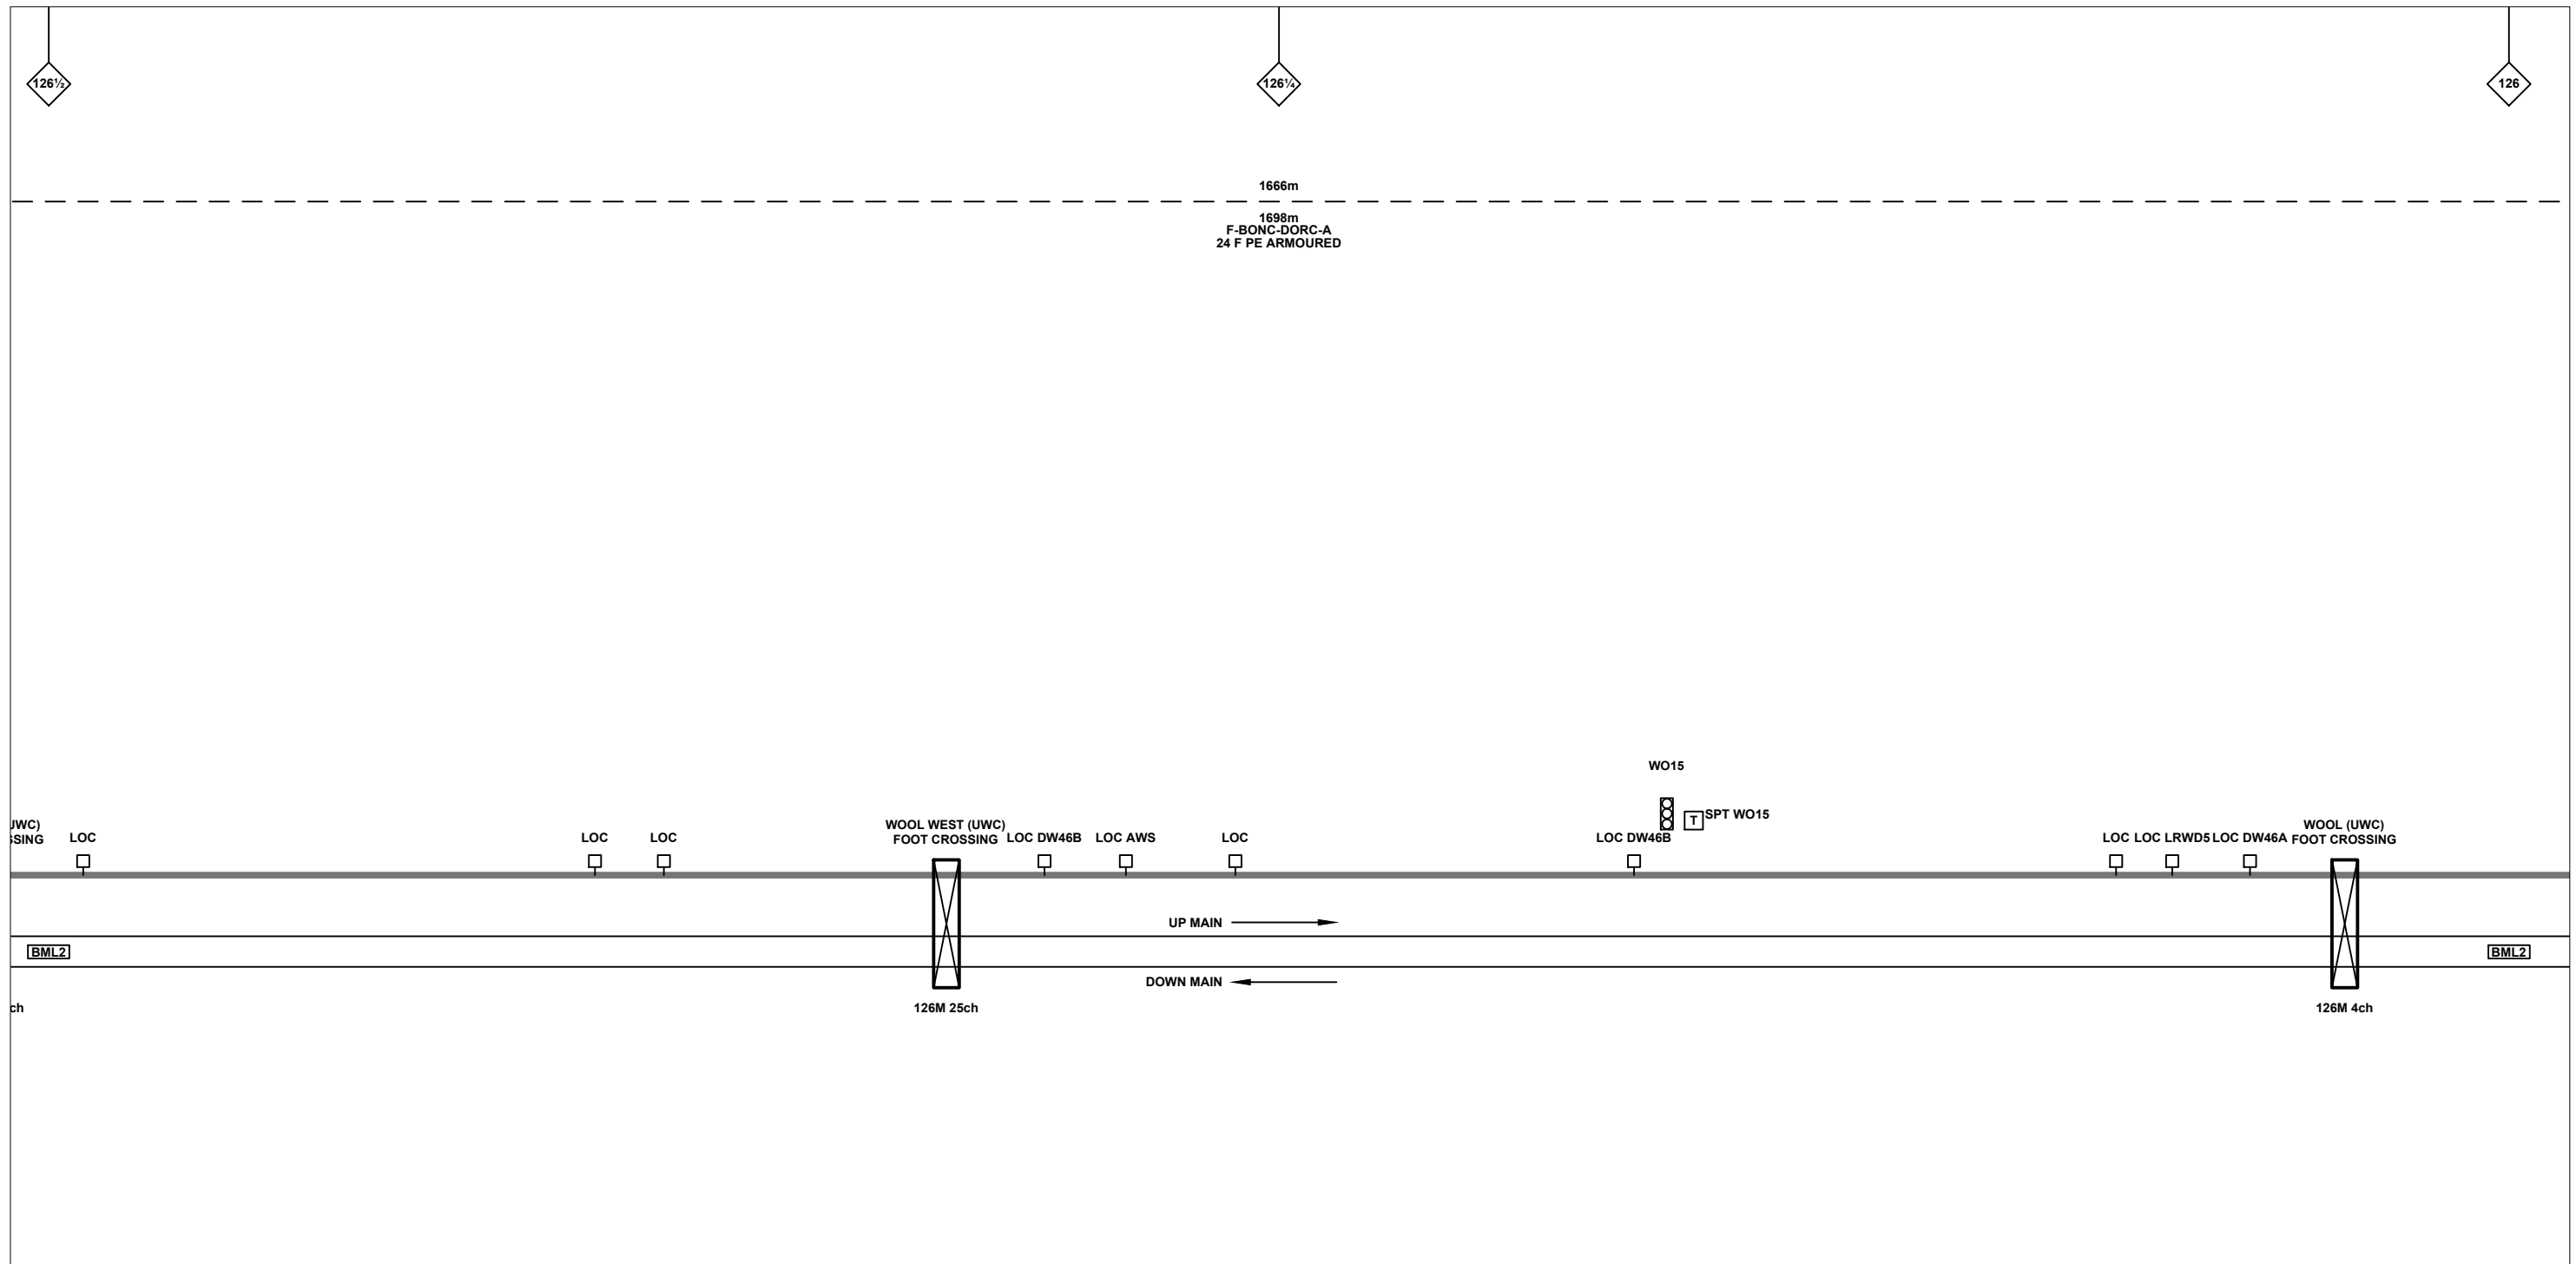 126½
126¼
126
1666m
1698m
F-BONC-DORC-A
24 F PE ARMOURED
WO15
T
SPT WO15
SSING
LOC
LOC
LOC
WOOL WEST (UWC)
FOOT CROSSING
LOC DW46B
LOC AWS
LOC
LOC DW46B
LOC
LOC LRWD5
LOC DW46A
WOOL (UWC)
FOOT CROSSING
UP MAIN
BML2
BML2
DOWN MAIN
ch
126M 25ch
126M 4ch